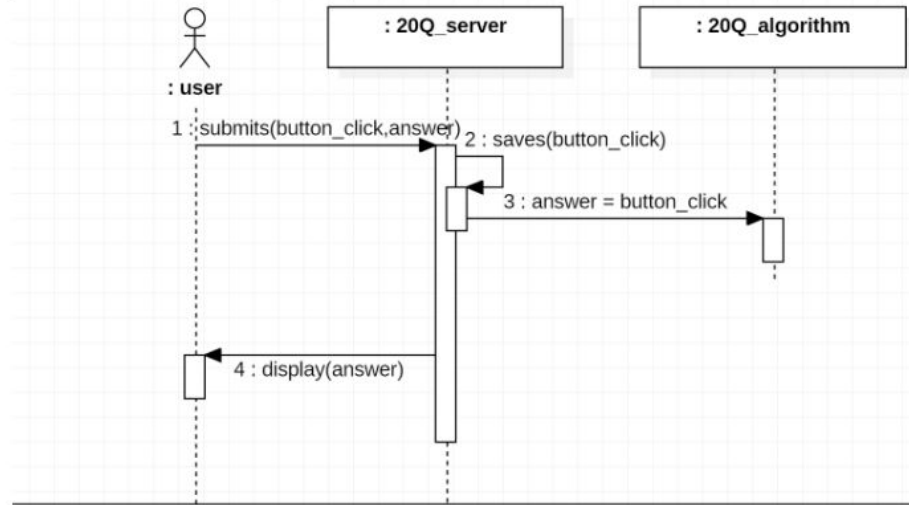 : 20Q_server
: 20Q_algorithm
: user
1 : submits(button_click,answer)
2 : saves(button_click)
3 : answer = button_click
4 : display(answer)